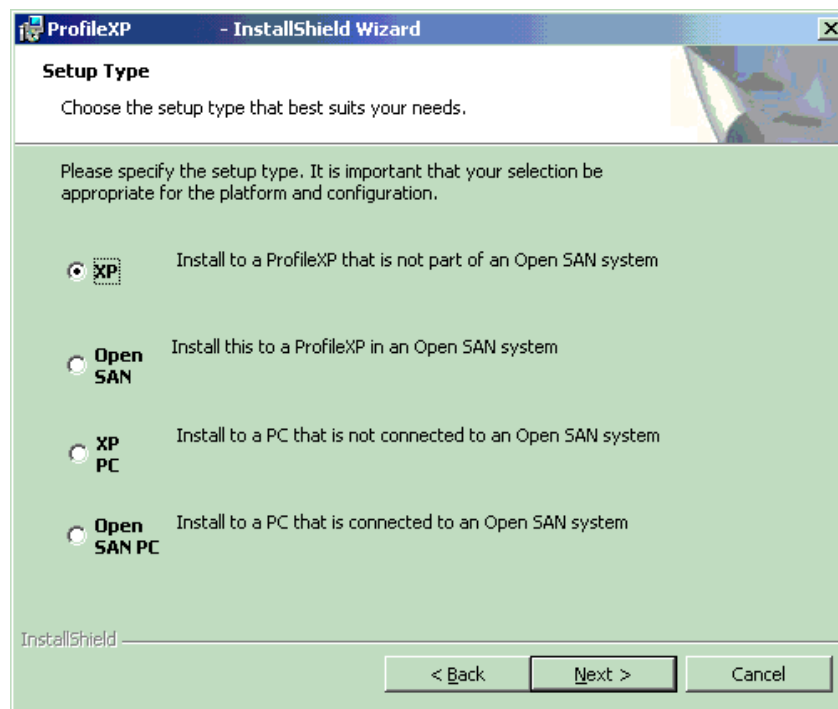 ProfileXP - InstallShield Wizard
Setup Type
Choose the setup type that best suits your needs.
Please specify the setup type. It is important that your selection be
appropriate for the platform and configuration.
XP
Install to a ProfileXP that is not part of an Open SAN system
Open
SAN
Install this to a ProfileXP in an Open SAN system
XP
PC
Install to a PC that is not connected to an Open SAN system
Open
SAN PC
Install to a PC that is connected to an Open SAN system
InstallShield
< Back
Next >
Cancel